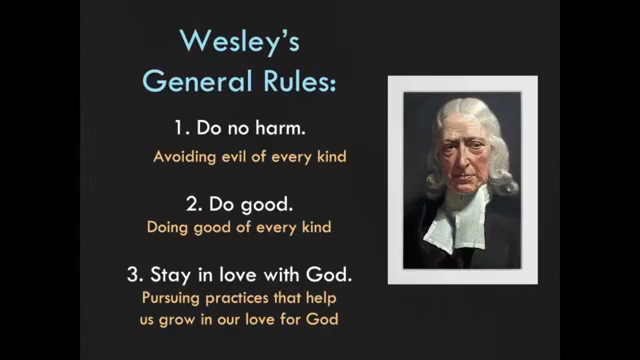 Wesley's
General Rules:
1. Do no harm.
Avoiding evil of every kind
2. Do good.
Doing good of every kind
3. Stay in love with God.
Pursuing practices that help
us grow in our love for God